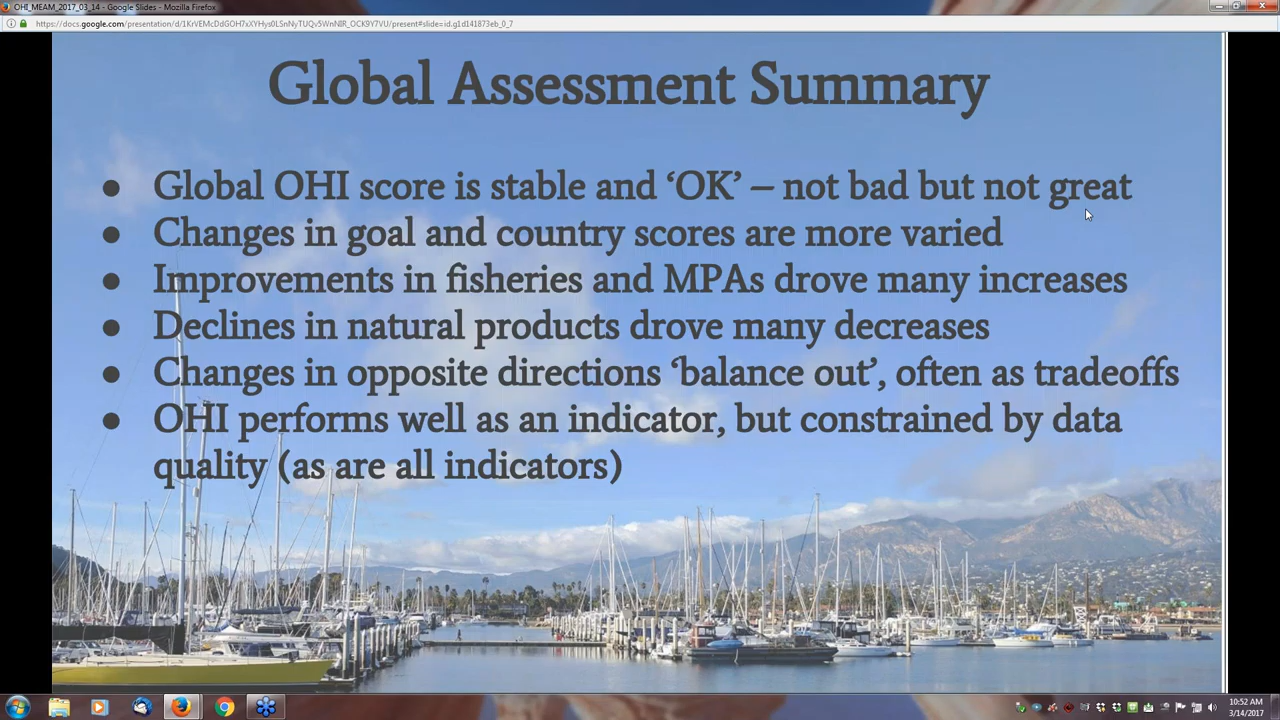 OHI_MEAM_2017_03_14 - Google Slides - Mozilla Firefox
Global Assessment Summary
● Global OHI score is stable and ‘OK’ – not bad but not great
● Changes in goal and country scores are more varied
● Improvements in fisheries and MPAs drove many increases
● Declines in natural products drove many decreases
● Changes in opposite directions ‘balance out’, often as tradeoffs
● OHI performs well as an indicator, but constrained by data
quality (as are all indicators)
10:52 AM
3/14/2017